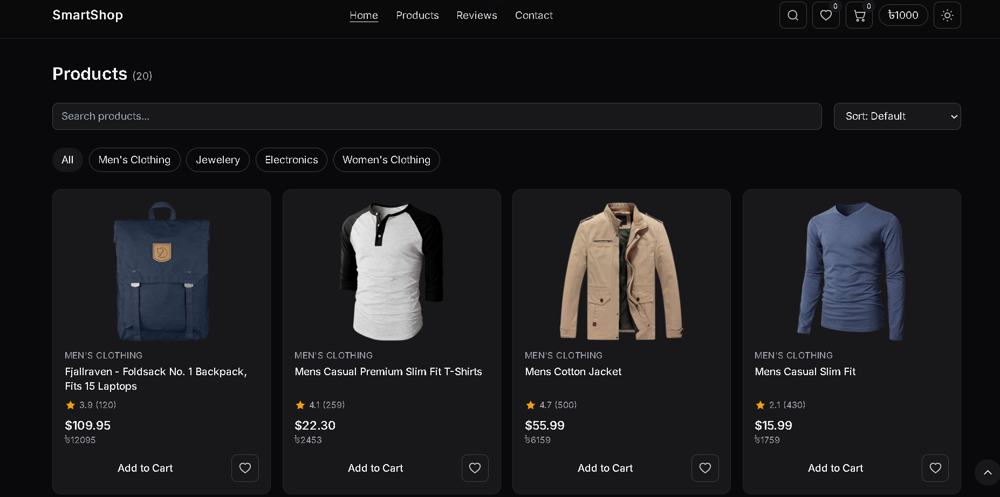 SmartShop
Home Products Reviews Contact
0
0
৳1000
Products (20)
Search products...
Sort: Default
All Men's Clothing Jewelery Electronics Women's Clothing
MEN'S CLOTHING
Fjallraven - Foldsack No. 1 Backpack,
Fits 15 Laptops
3.9 (120)
$109.95
৳12095
Add to Cart
MEN'S CLOTHING
Mens Casual Premium Slim Fit T-Shirts
4.1 (259)
$22.30
৳2453
Add to Cart
MEN'S CLOTHING
Mens Cotton Jacket
4.7 (500)
$55.99
৳6159
Add to Cart
MEN'S CLOTHING
Mens Casual Slim Fit
2.1 (430)
$15.99
৳1759
Add to Cart